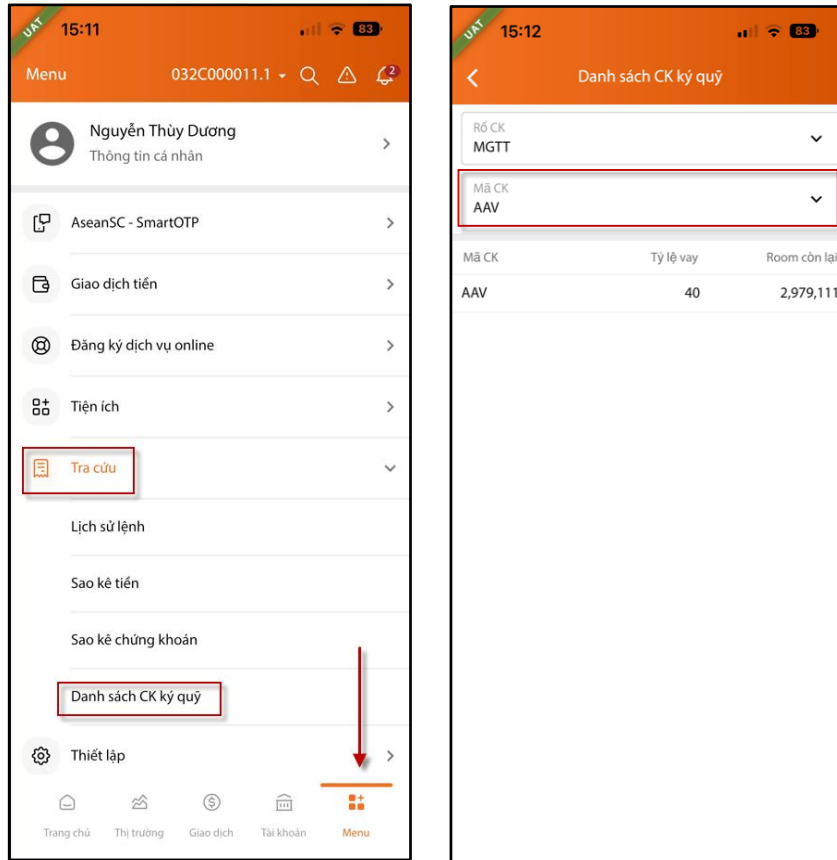 UAT
15:11
83
Menu
032C000011.1
2
Nguyễn Thùy Dương
Thông tin cá nhân
AseanSC - SmartOTP
Giao dịch tiền
Đăng ký dịch vụ online
Tiện ích
Tra cứu
Lịch sử lệnh
Sao kê tiền
Sao kê chứng khoán
Danh sách CK ký quỹ
Thiết lập
Trang chủ Thị trường Giao dịch Tài khoản Menu
UAT
15:12
83
Danh sách CK ký quỹ
Rổ CK
MGTT
Mã CK
AAV
Mã CK Tỷ lệ vay Room còn lại
AAV 40 2,979,111